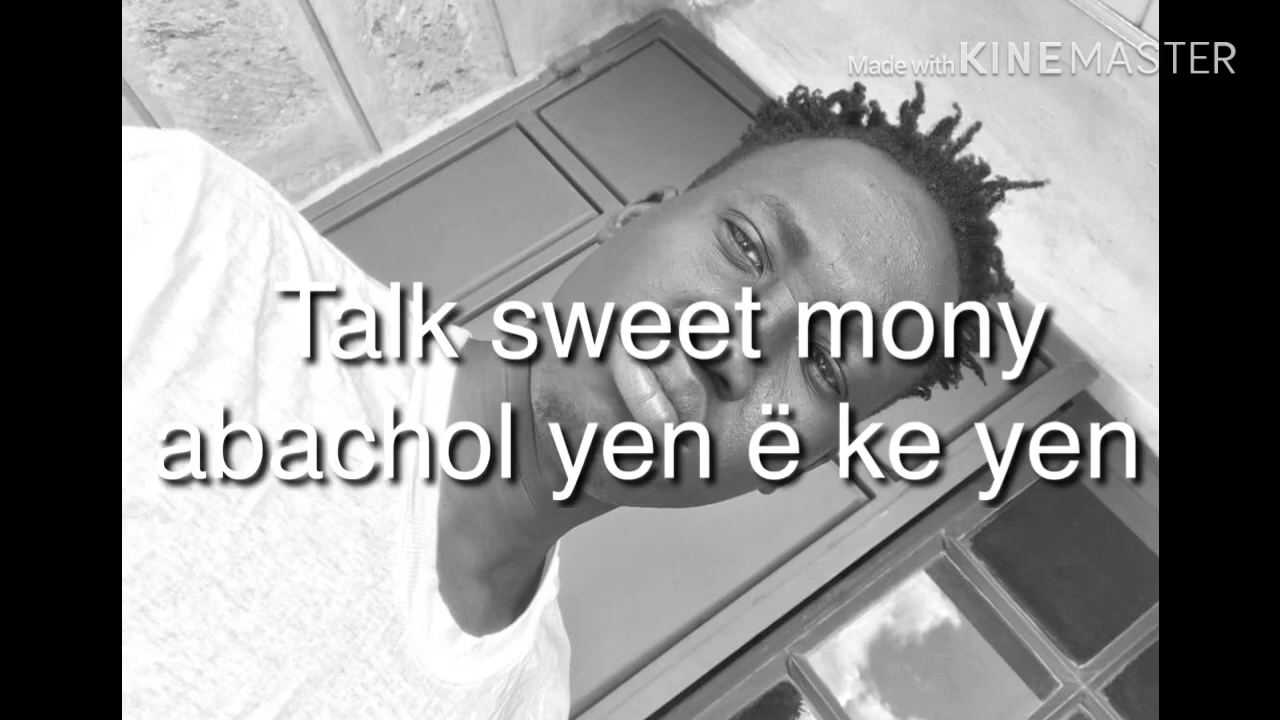 Made with KINEMASTER
Talk sweet mony
abachol yen ë ke yen